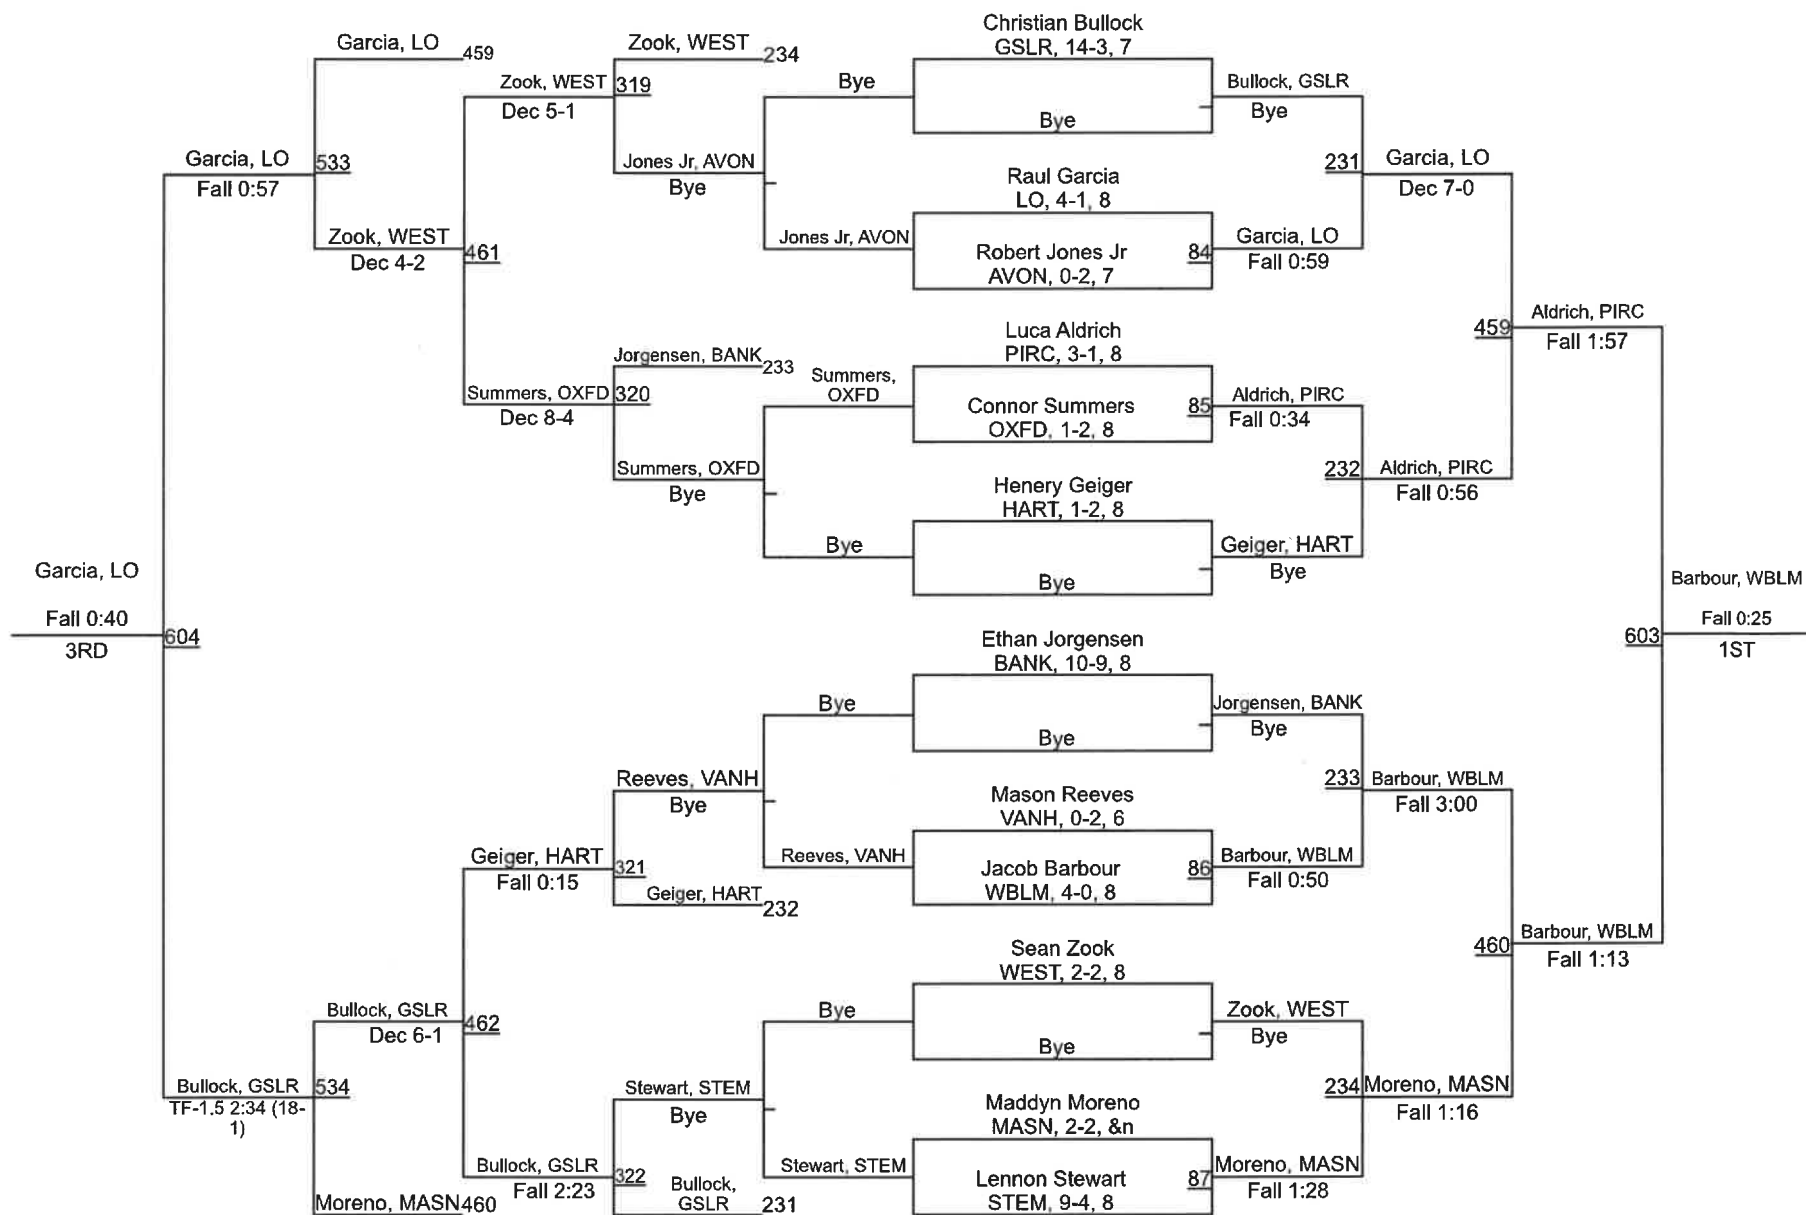 Christian Bullock
GSLR, 14-3, 7
Garcia, LO
459
Zook, WEST
234
Zook, WEST
319
Dec 5-1
Bye
Bullock, GSLR
Bye
Bye
Garcia, LO
533
Fall 0:57
Jones Jr, AVON
Bye
Raul Garcia
LO, 4-1, 8
231
Garcia, LO
Dec 7-0
Zook, WEST
461
Dec 4-2
Jones Jr, AVON
Robert Jones Jr
AVON, 0-2, 7
84
Garcia, LO
Fall 0:59
Luca Aldrich
PIRC, 3-1, 8
459
Aldrich, PIRC
Fall 1:57
Jorgensen, BANK
233
Summers, OXFD
320
Dec 8-4
Summers,
OXFD
Connor Summers
OXFD, 1-2, 8
85
Aldrich, PIRC
Fall 0:34
Summers, OXFD
Bye
Henery Geiger
HART, 1-2, 8
232
Aldrich, PIRC
Fall 0:56
Bye
Bye
Geiger, HART
Bye
Garcia, LO
Fall 0:40
3RD
604
Barbour, WBLM
603
Fall 0:25
1ST
Ethan Jorgensen
BANK, 10-9, 8
Bye
Bye
Jorgensen, BANK
Bye
Reeves, VANH
Bye
Mason Reeves
VANH, 0-2, 6
233
Barbour, WBLM
Fall 3:00
Geiger, HART
321
Fall 0:15
Reeves, VANH
Jacob Barbour
WBLM, 4-0, 8
86
Barbour, WBLM
Fall 0:50
Geiger, HART
232
Sean Zook
WEST, 2-2, 8
460
Barbour, WBLM
Fall 1:13
Bullock, GSLR
462
Dec 6-1
Bye
Bye
Zook, WEST
Bye
Bullock, GSLR
534
TF-1.5 2:34 (18-
1)
Stewart, STEM
Bye
Maddyn Moreno
MASN, 2-2, &n
234
Moreno, MASN
Fall 1:16
Bullock, GSLR
322
Fall 2:23
Stewart, STEM
Lennon Stewart
STEM, 9-4, 8
87
Moreno, MASN
Fall 1:28
Moreno, MASN
460
Bullock,
GSLR
231